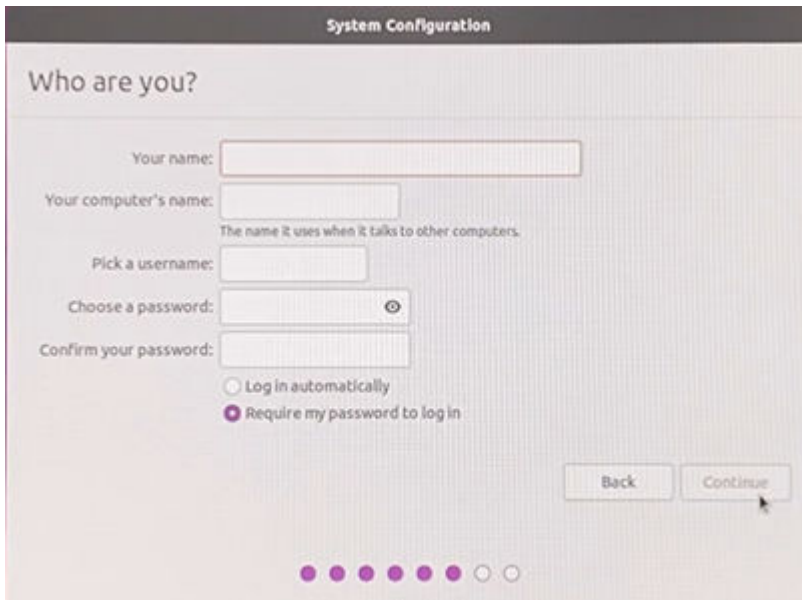 System Configuration
Who are you?
Your name:
Your computer's name:
The name it uses when it talks to other computers.
Pick a username:
Choose a password:
Confirm your password:
Log in automatically
Require my password to log in
Back
Continue